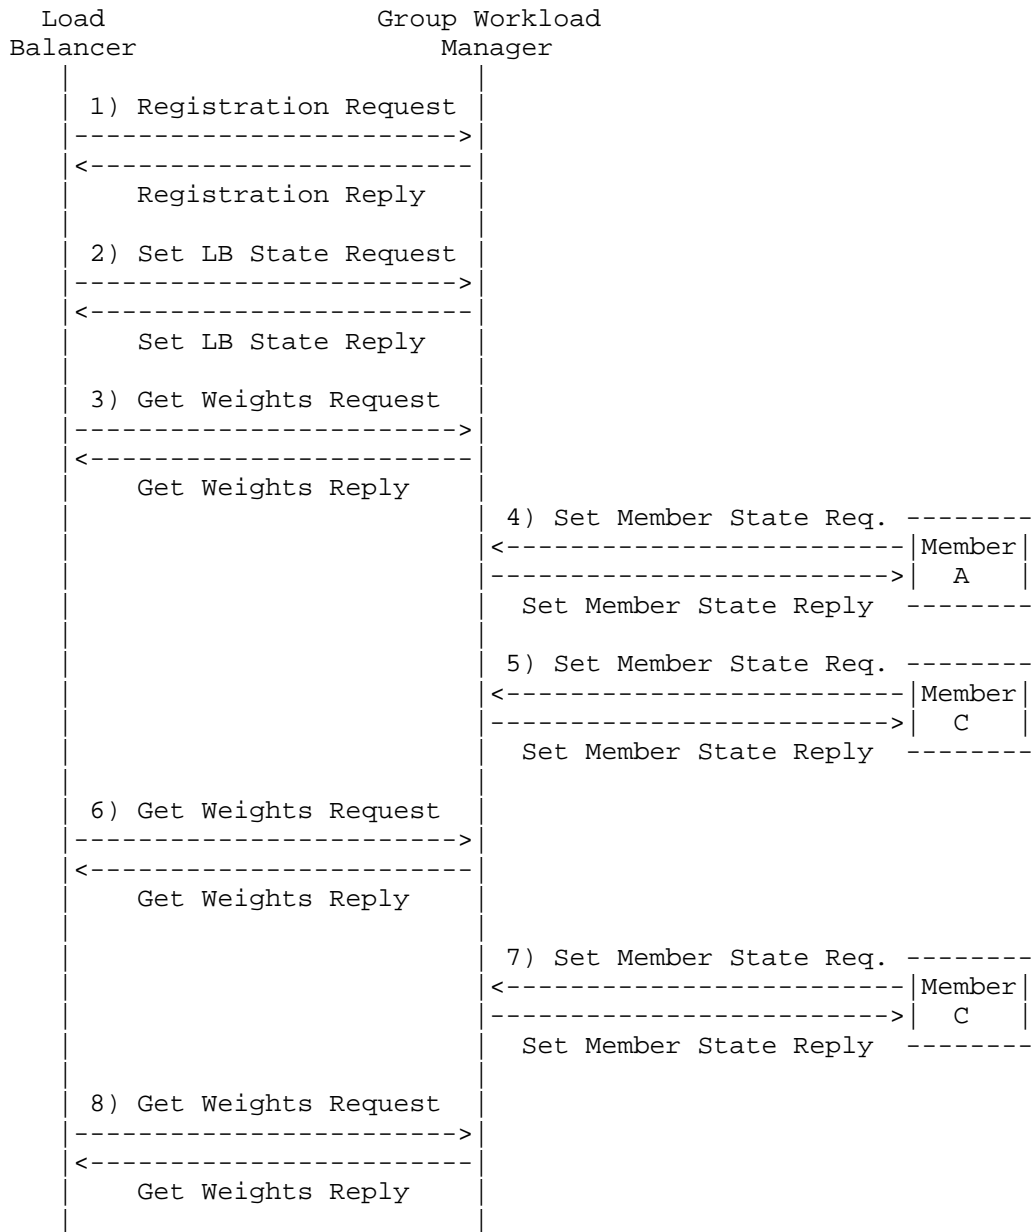 Load Group Workload
Balancer Manager
1) Registration Request
Registration Reply
2) Set LB State Request
Set LB State Reply
3) Get Weights Request
Get Weights Reply
4) Set Member State Req.
Member
A
Set Member State Reply
5) Set Member State Req.
Member
C
Set Member State Reply
6) Get Weights Request
Get Weights Reply
7) Set Member State Req.
Member
C
Set Member State Reply
8) Get Weights Request
Get Weights Reply